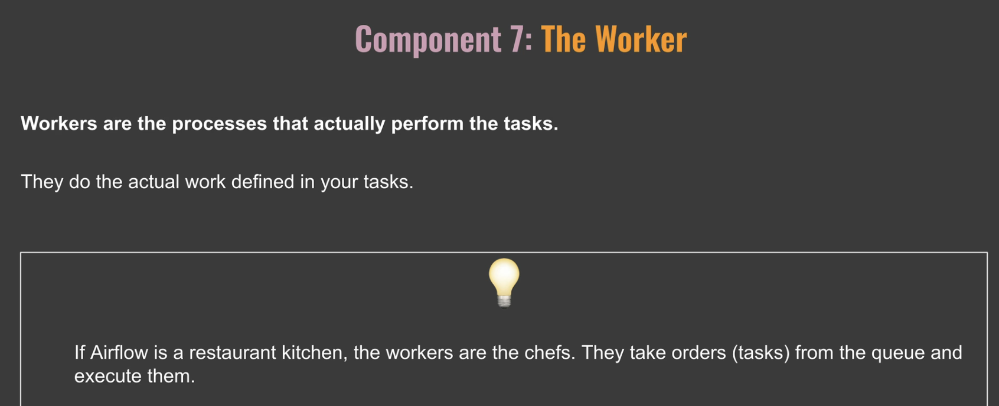 Component 7: The Worker
Workers are the processes that actually perform the tasks.
They do the actual work defined in your tasks.
If Airflow is a restaurant kitchen, the workers are the chefs. They take orders (tasks) from the queue and
execute them.